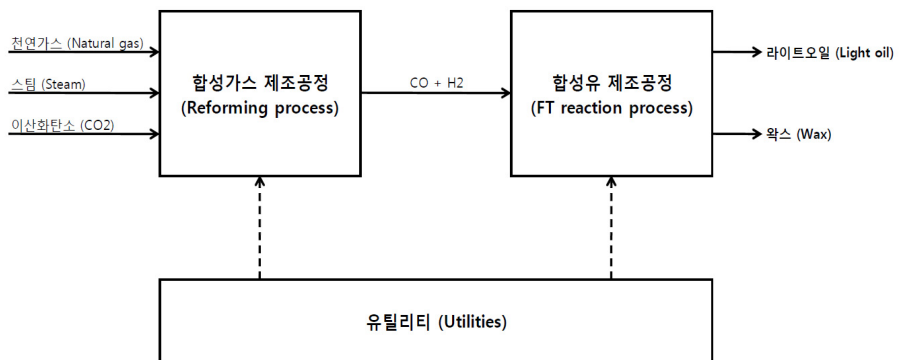 천연가스 (Natural gas)
스팀 (Steam)
이산화탄소 (CO2)
합성가스 제조공정
(Reforming process)
CO + H2
합성유 제조공정
(FT reaction process)
라이트오일 (Light oil)
왁스 (Wax)
유틸리티 (Utilities)